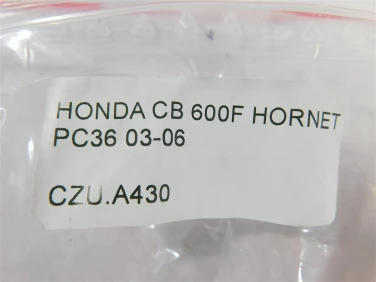 HONDA CB 600F HORNET
PC36 03-06
CZU.A430